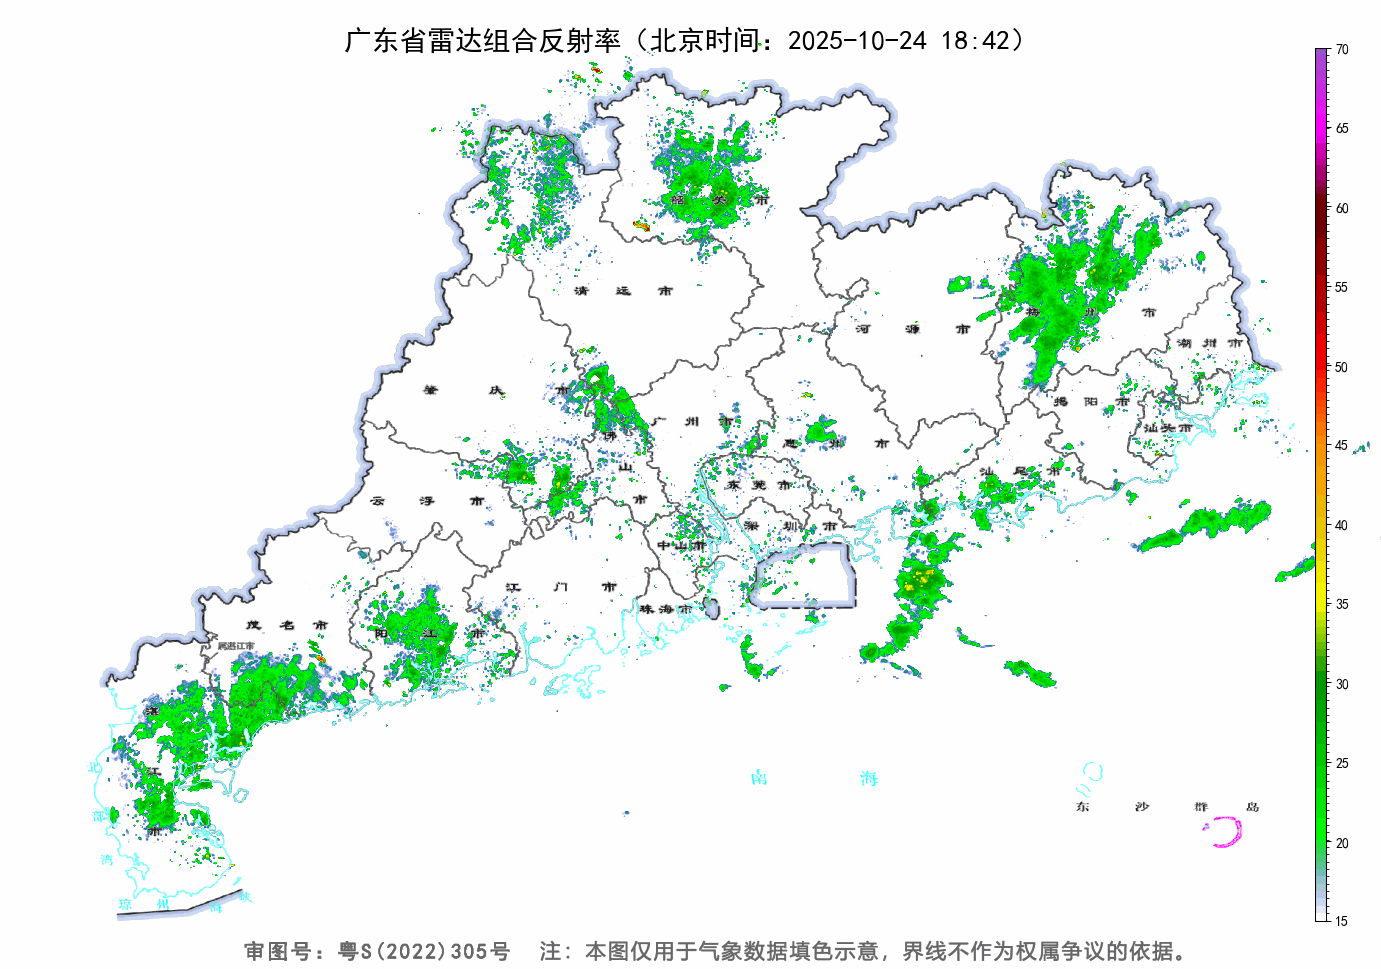 广东省雷达组合反射率（北京时间：2025-10-24 18:42）
70
65
60
55
50
45
40
35
30
25
20
15
韶关市
清远市
河源市
梅州市
潮州市
肇庆市
广州市
惠州市
揭阳市
汕头市
佛山市
云浮市
东莞市
汕尾市
深圳市
中山市
江门市
珠海市
茂名市
阳江市
属湛江市
湛江市
北部湾
南海
东沙群岛
琼州海峡
审图号：粤S(2022)305号 注：本图仅用于气象数据填色示意，界线不作为权属争议的依据。